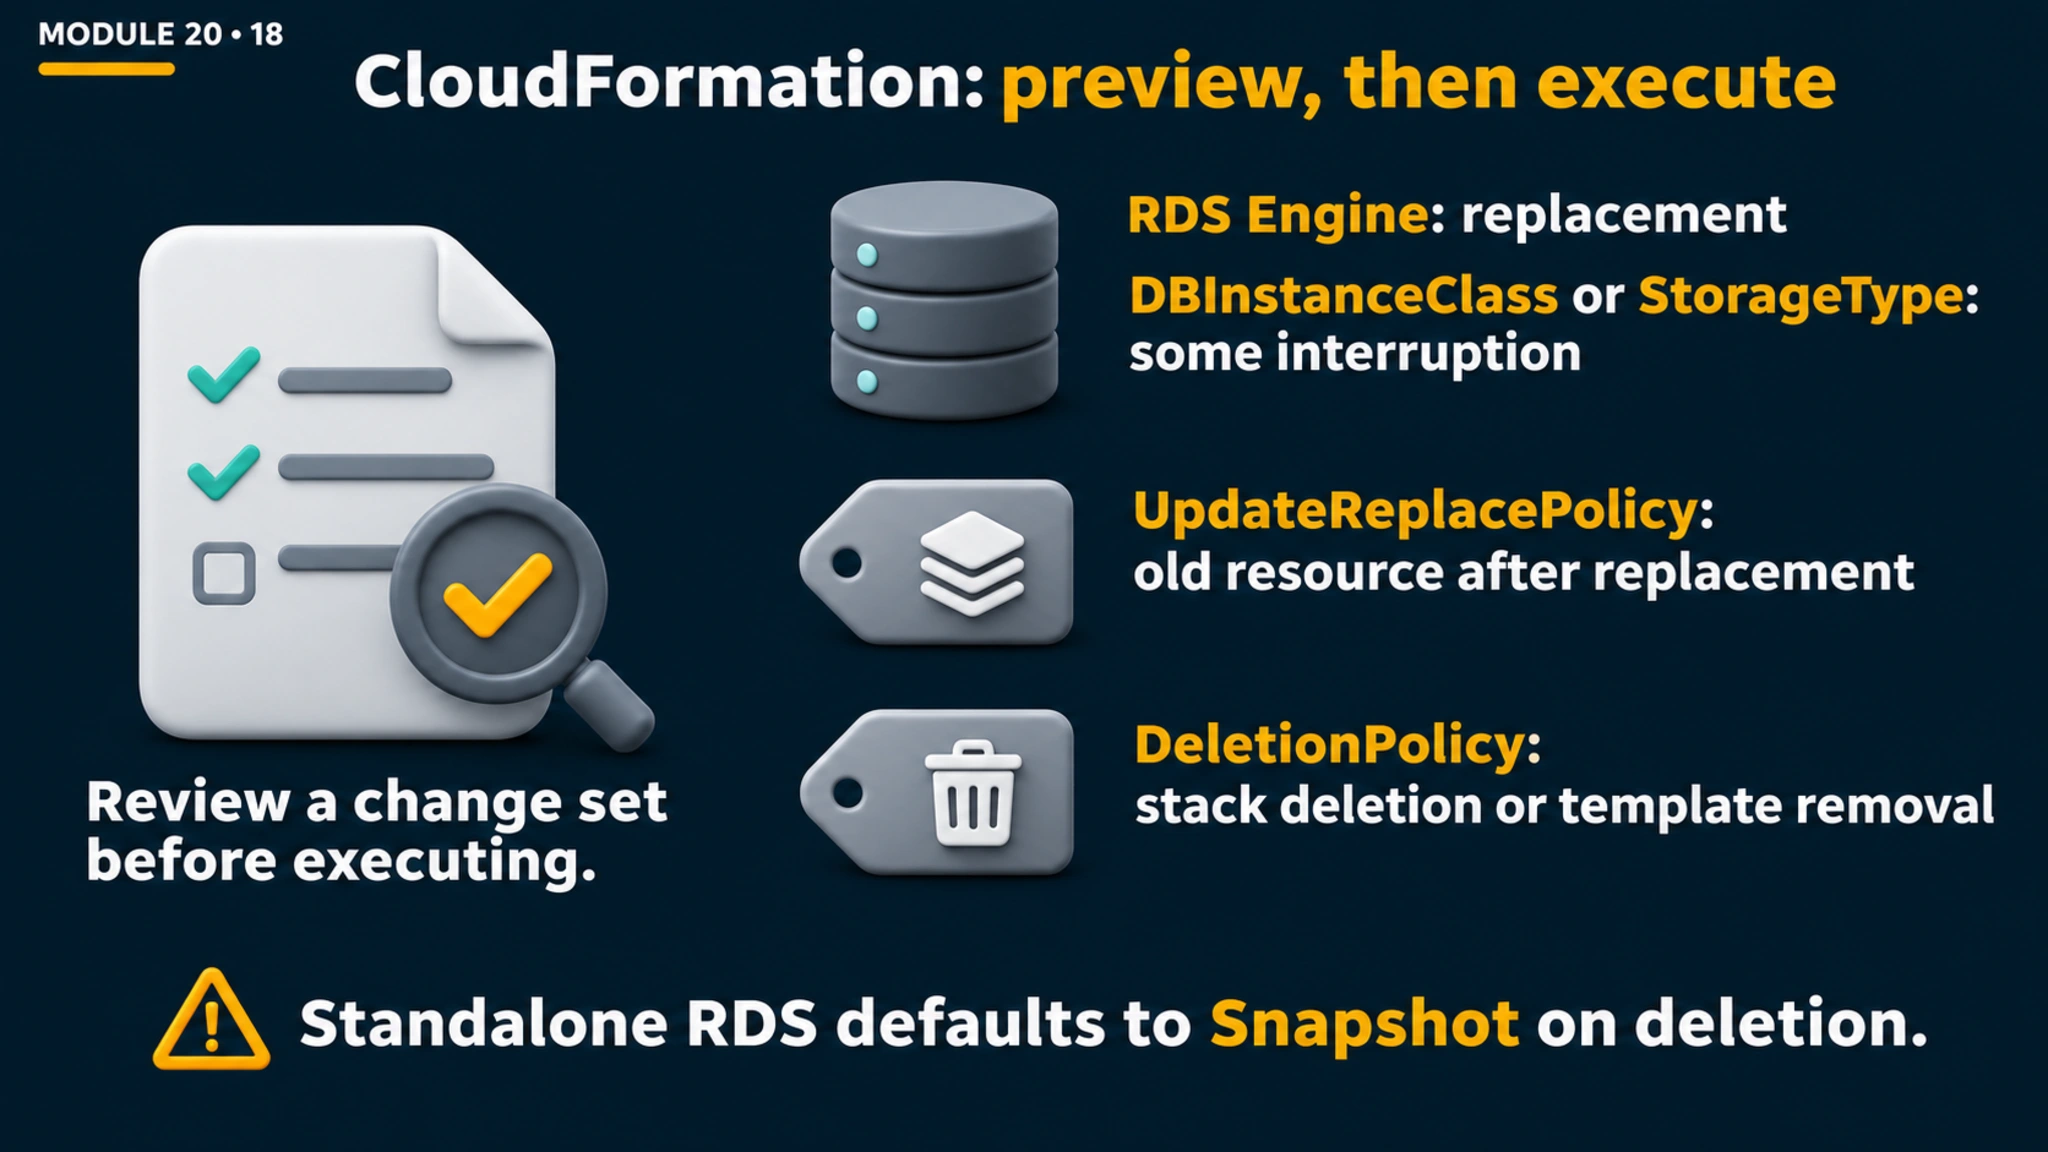 MODULE 20 • 18
CloudFormation: preview, then execute
RDS Engine: replacement
DBInstanceClass or StorageType:
some interruption
UpdateReplacePolicy:
old resource after replacement
DeletionPolicy:
stack deletion or template removal
Review a change set
before executing.
Standalone RDS defaults to Snapshot on deletion.